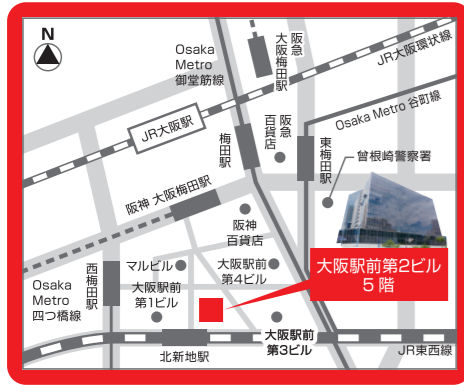 N
Osaka
Metro
御堂筋線
阪急
大阪梅田駅
JR大阪環状線
JR大阪駅
梅田駅
阪急
百貨店
Osaka Metro 谷町線
東梅田駅
曾根崎警察署
阪神 大阪梅田駅
阪神
百貨店
西梅田駅
マルビル
大阪駅前
第4ビル
大阪駅前第2ビル
5 階
Osaka
Metro
四つ橋線
大阪駅前
第1ビル
大阪駅前
第3ビル
北新地駅
JR東西線